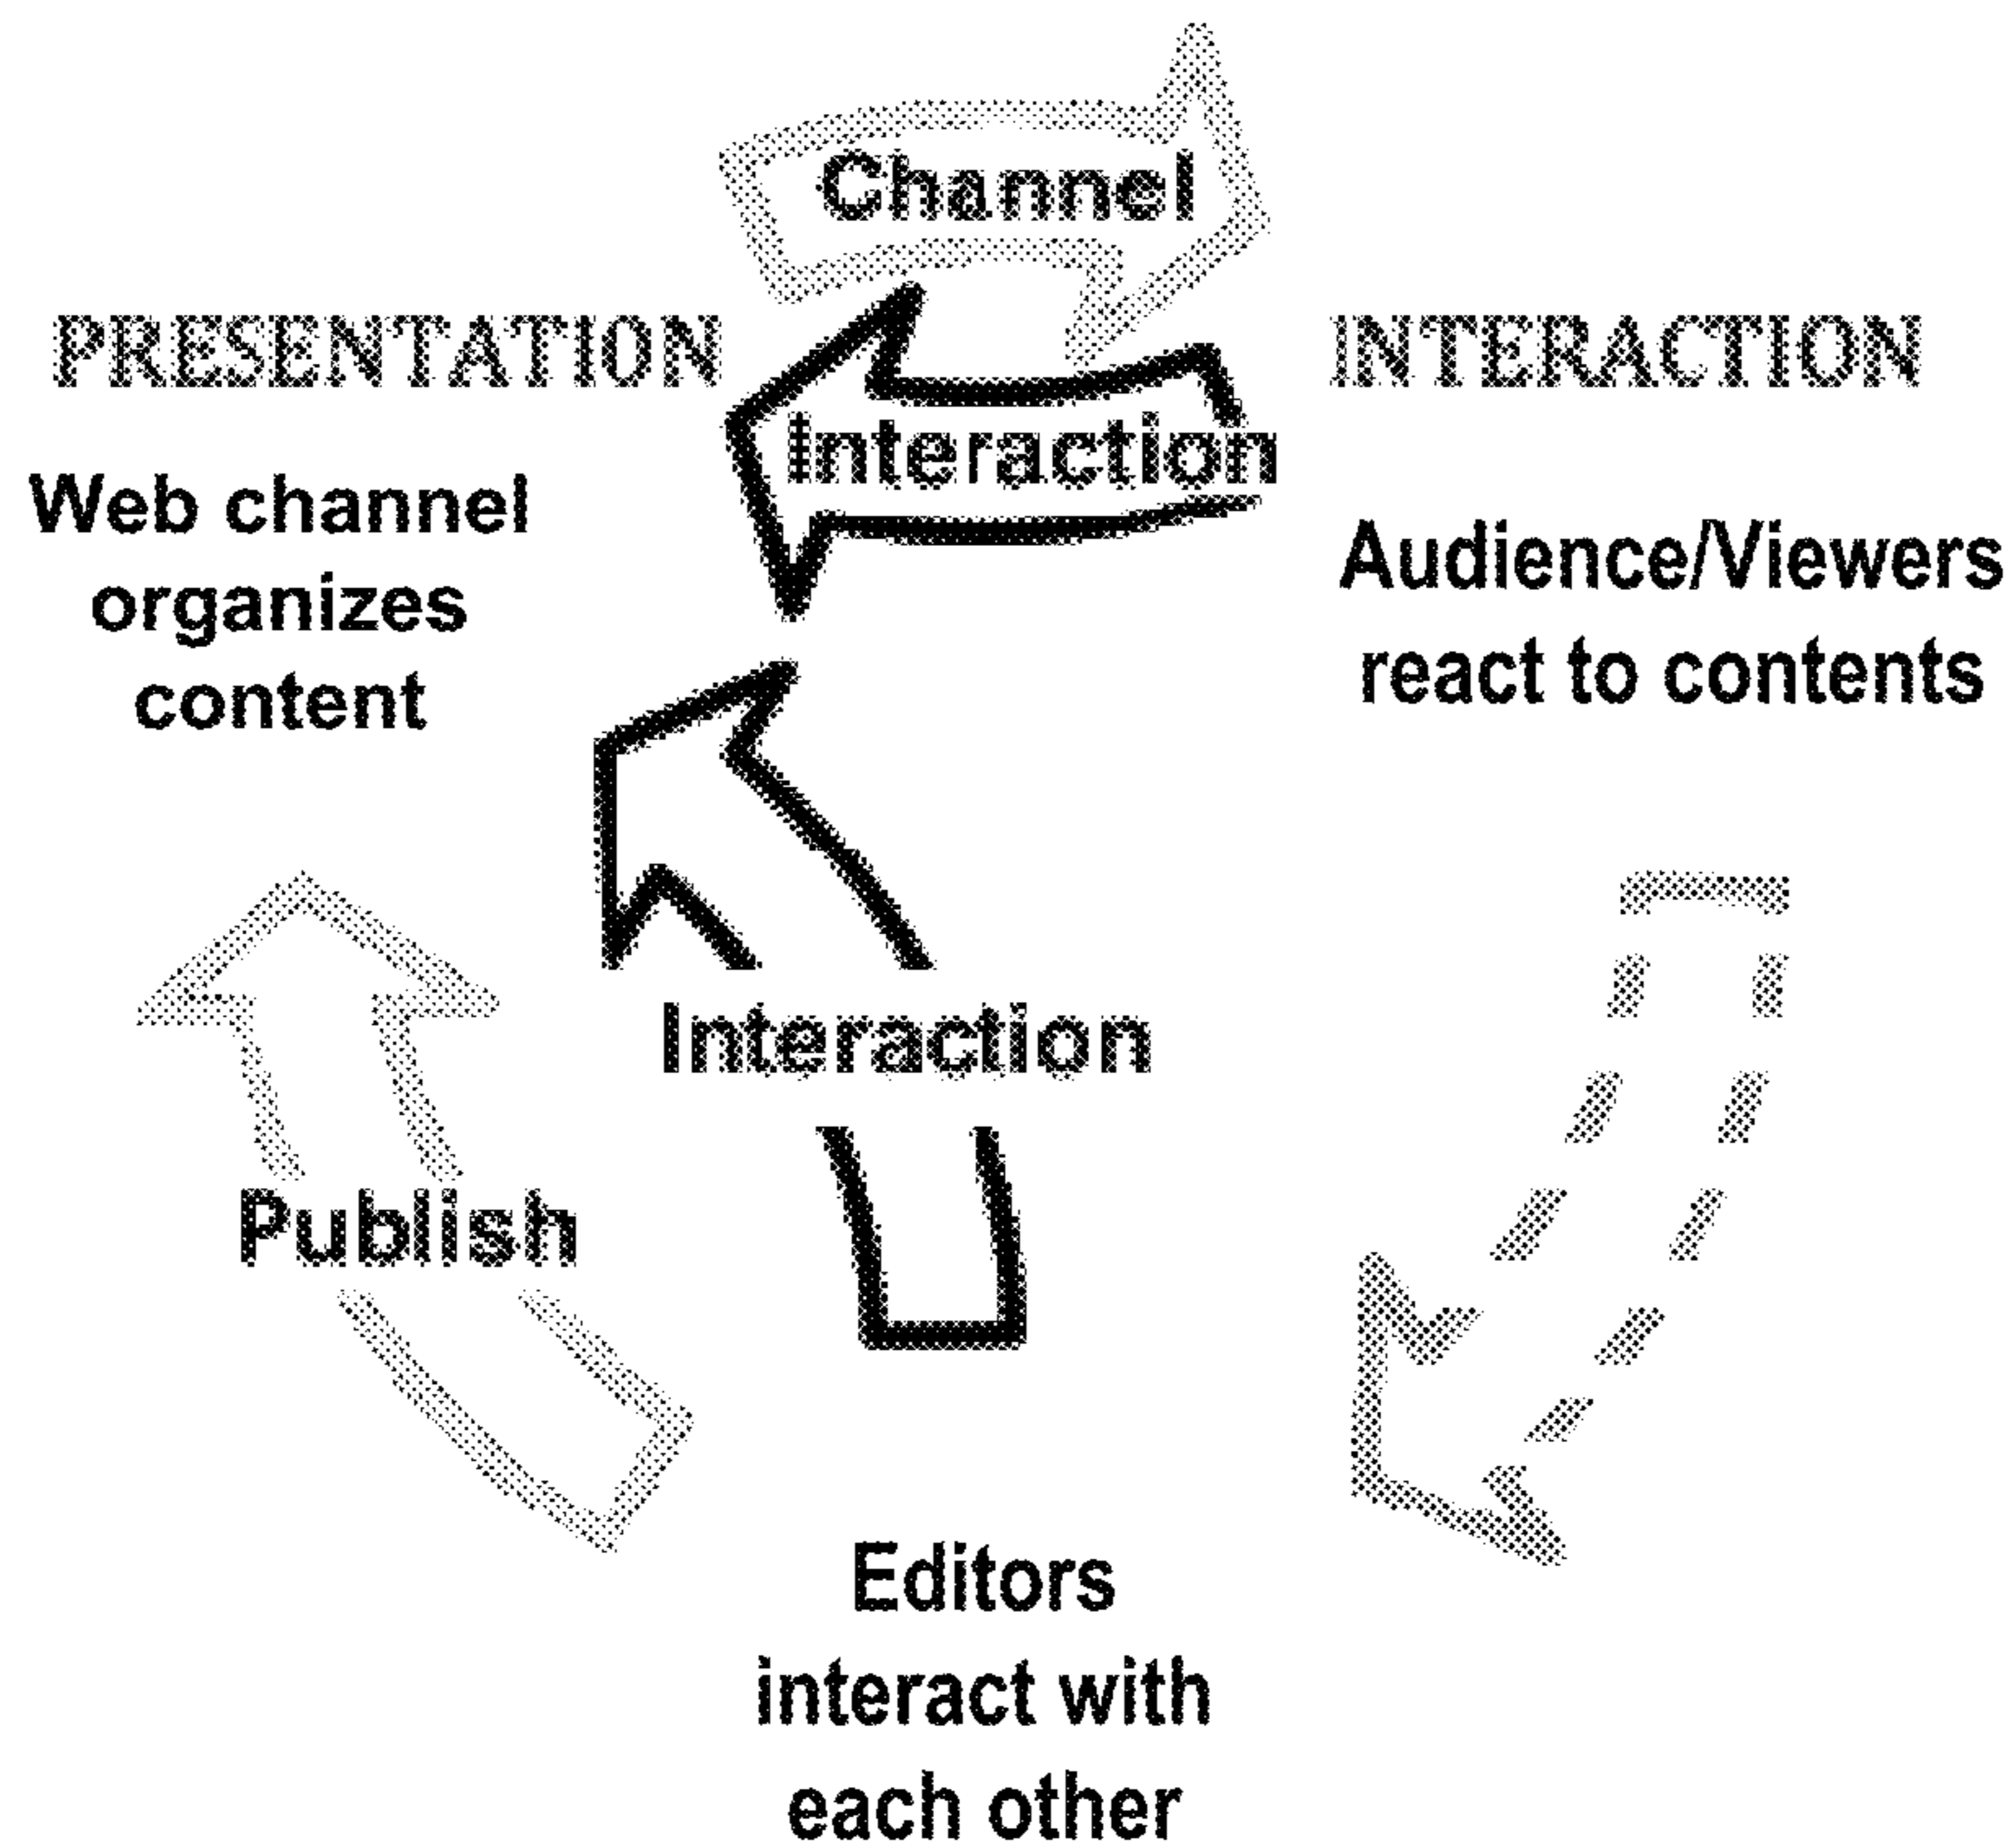 Channel
PRESENTATION
INTERACTION
Interaction
Web channel
organizes
content
Audience/Viewers
react to contents
Interaction
Publish
Editors
interact with
each other